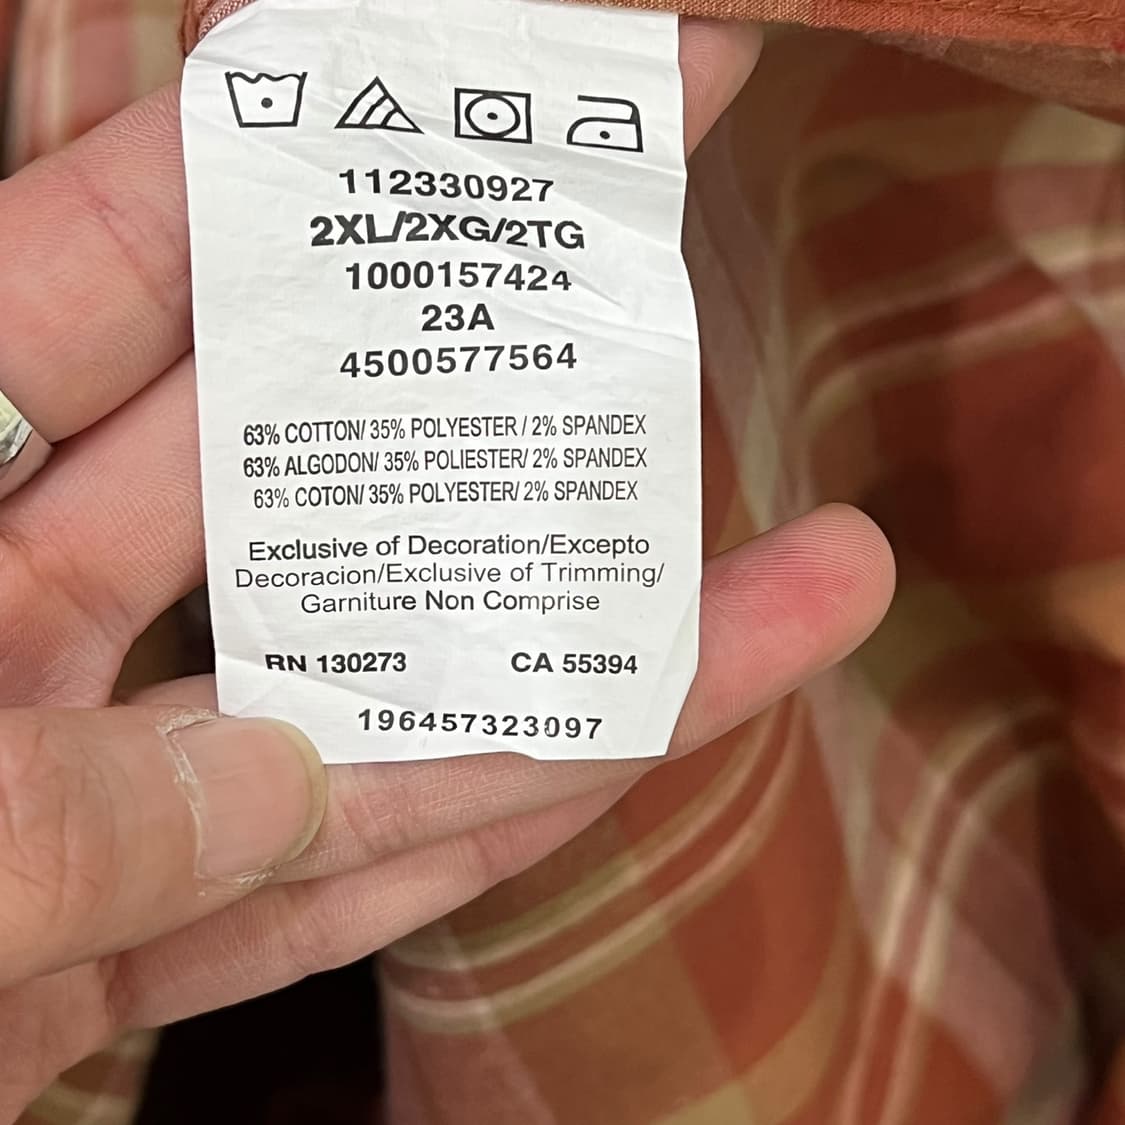 112330927
2XL/2XG/2TG
1000157424
23A
4500577564
63% COTTON/ 35% POLYESTER / 2% SPANDEX
63% ALGODON/ 35% POLIESTER/ 2% SPANDEX
63% COTON/ 35% POLYESTER/ 2% SPANDEX
Exclusive of Decoration/Excepto
Decoracion/Exclusive of Trimming/
Garniture Non Comprise
RN 130273 CA 55394
196457323097